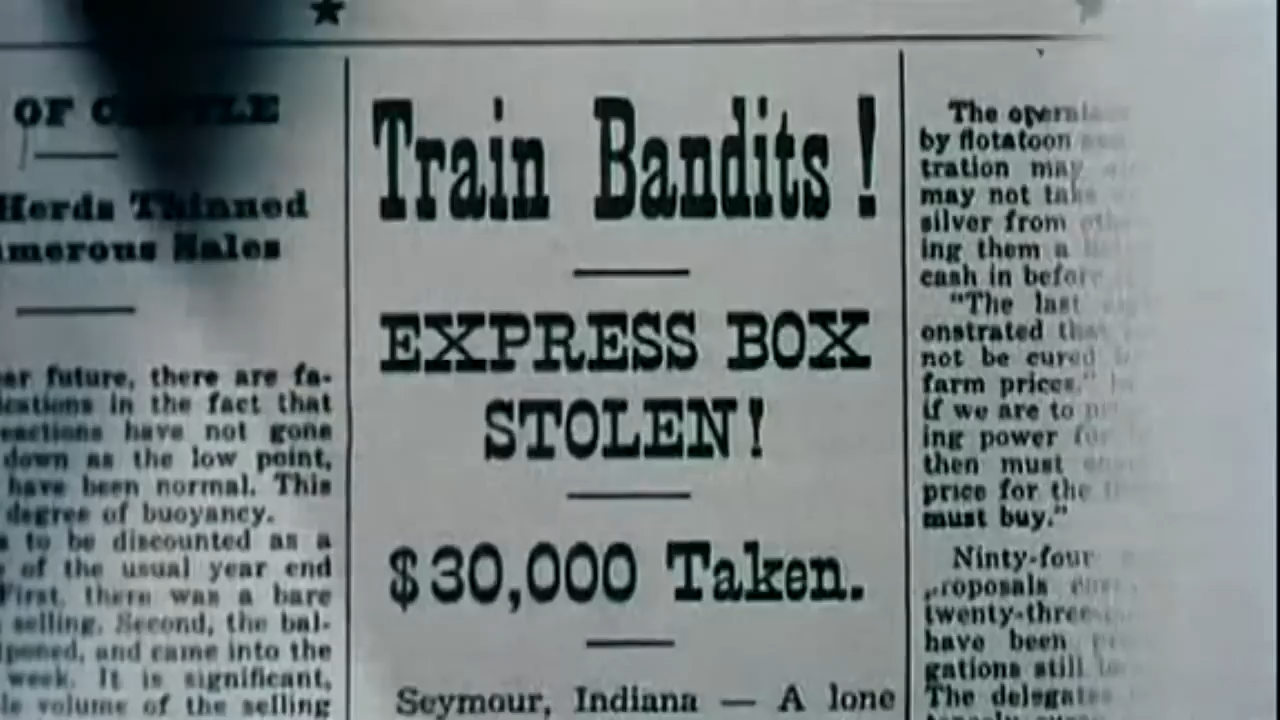 OF
Herds Thinned
merous Sales
ar future, there are fa-
ications in the fact that
eactions have not gone
down as the low point,
have been normal. This
degree of buoyancy.
to be discounted as a
of the usual year end
First, there was a bare
selling. Second, the bal-
poned, and came into the
week. It is significant,
le volume of the selling
Train Bandits!
EXPRESS BOX
STOLEN!
$30,000 Taken.
Seymour, Indiana — A lone
The
by flotatoon
tration may
may not take
silver from
ing them a
cash in before
"The last
onstrated that
not be cured
farm prices."
if we are to
ing power for
then must
price for the
must buy."
Ninty-four
roposals
twenty-three
have been
gations still
The delegates